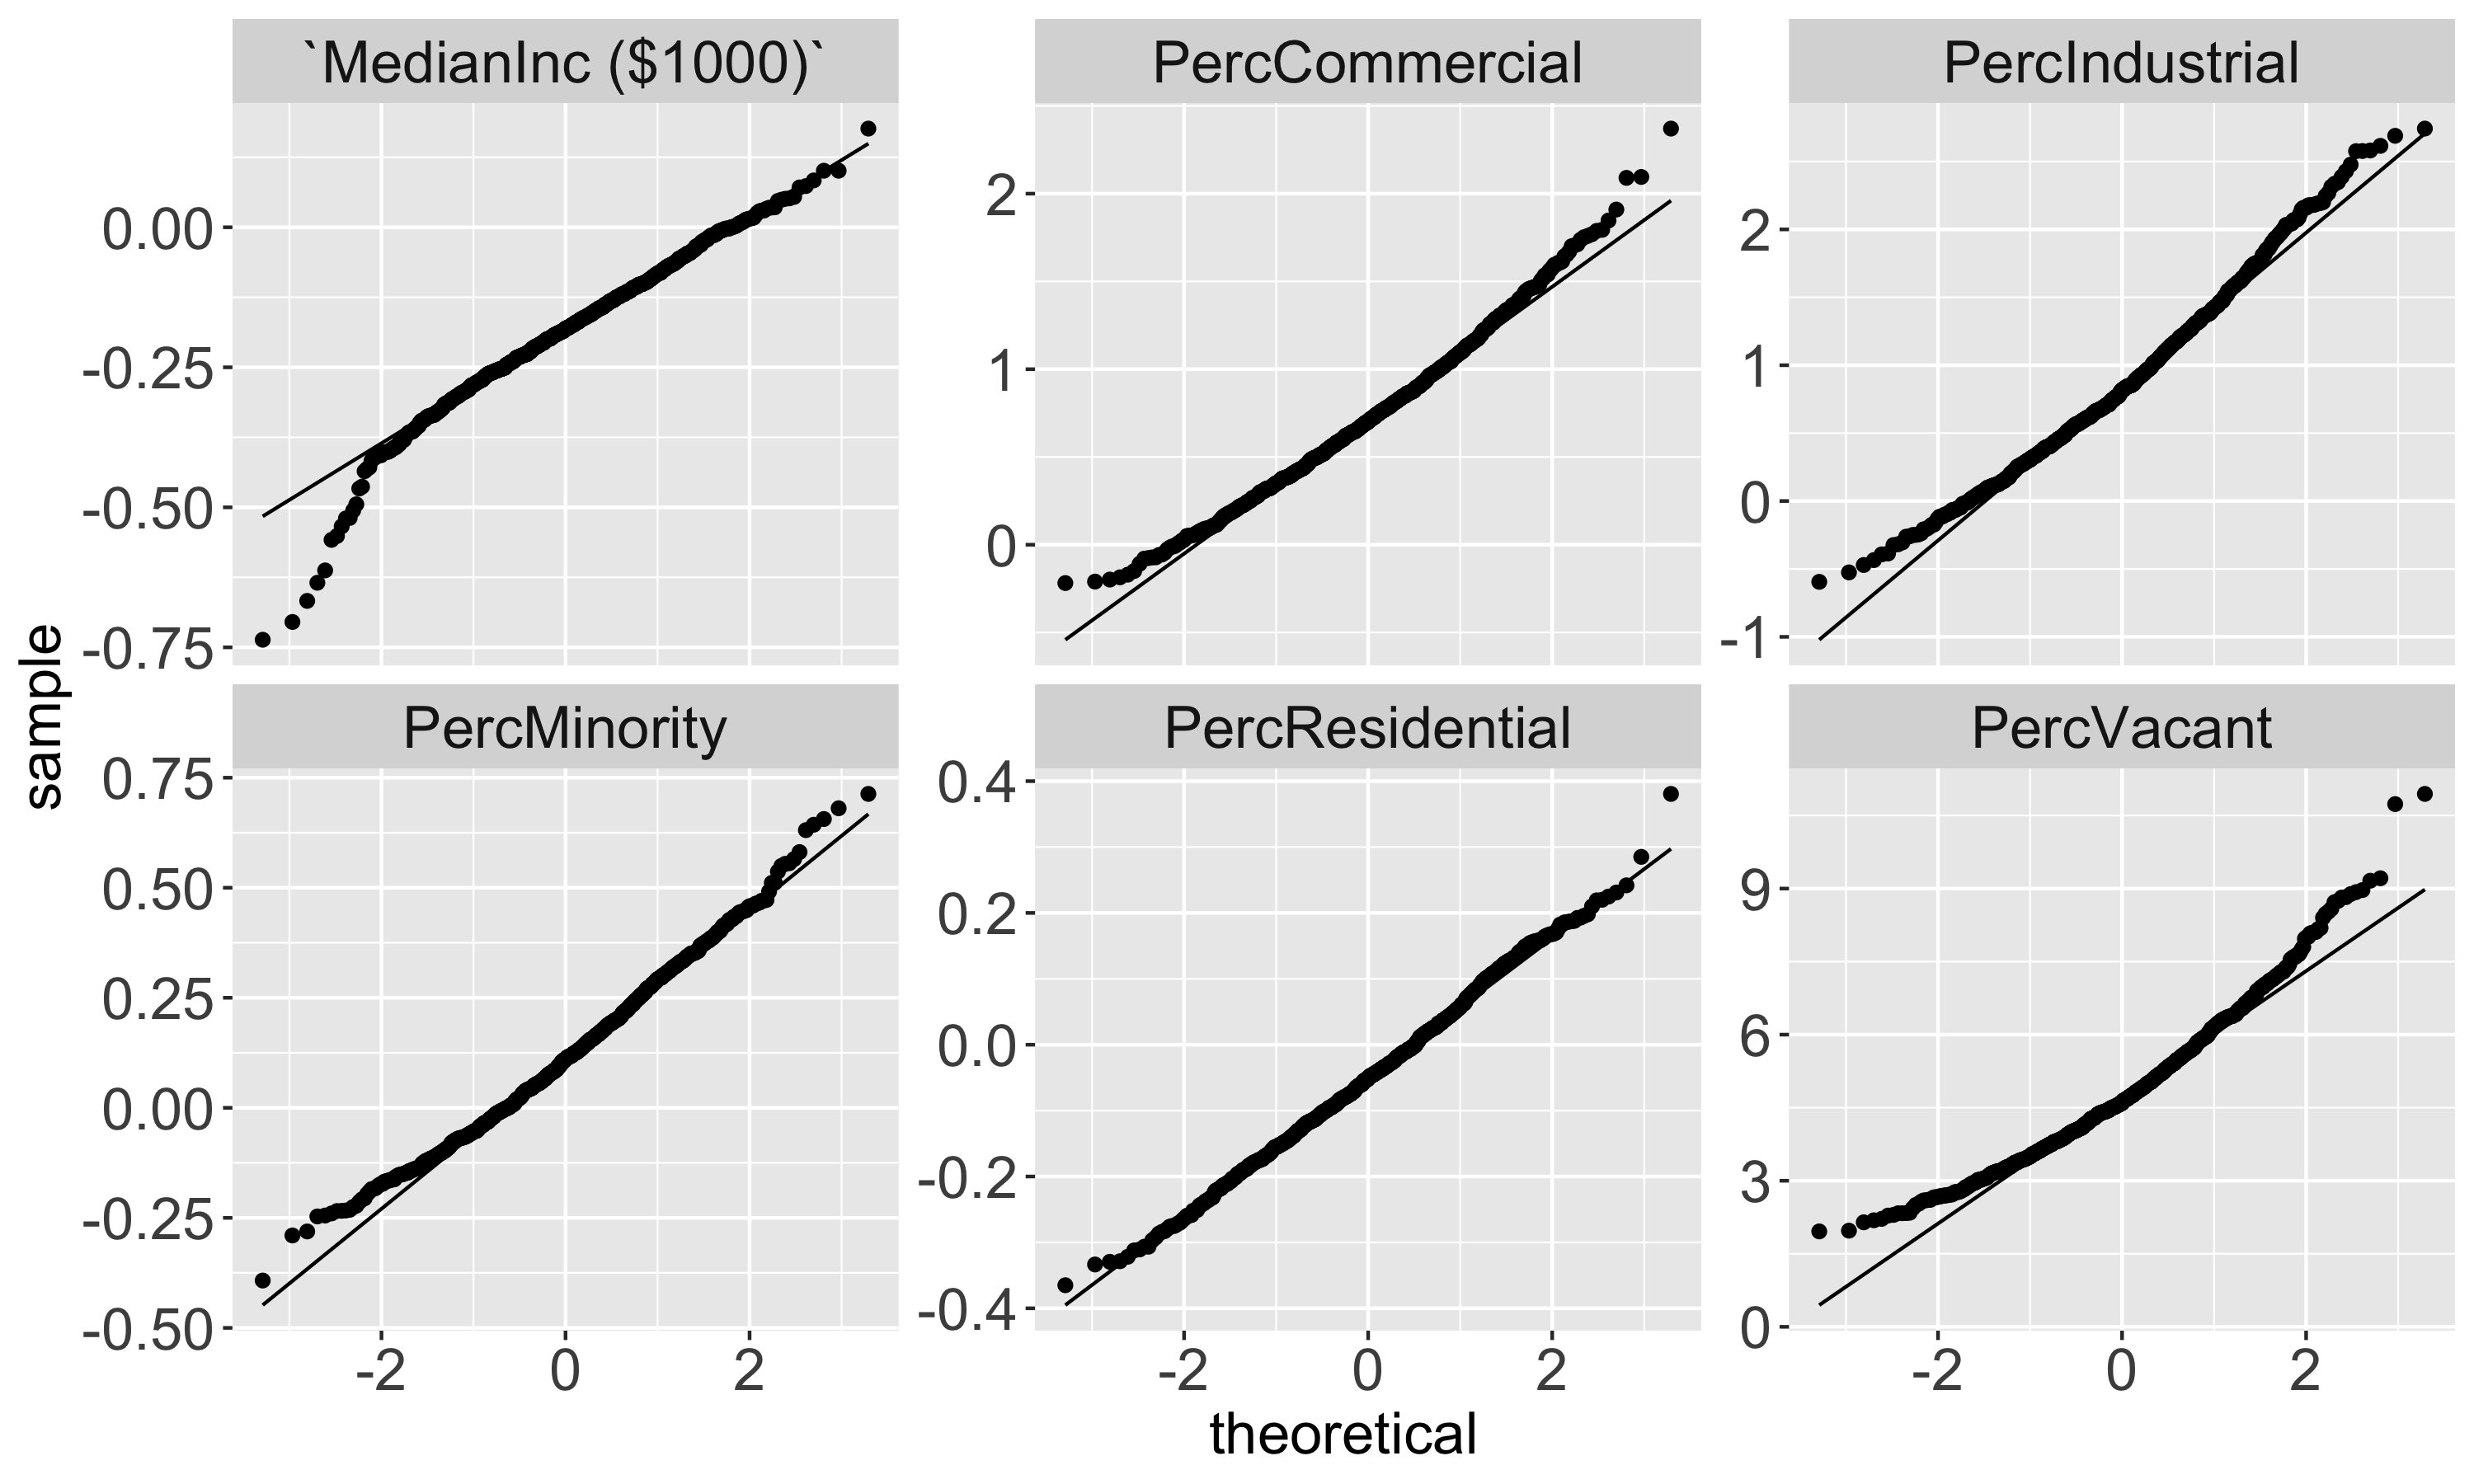 `MedianInc ($1000)`
PercCommercial
PercIndustrial
0.00
-0.25
-0.50
-0.75
2
1
0
2
1
0
-1
sample
PercMinority
PercResidential
PercVacant
0.75
0.50
0.25
0.00
-0.25
-0.50
0.4
0.2
0.0
-0.2
-0.4
9
6
3
0
-2 0 2
-2 0 2
-2 0 2
theoretical